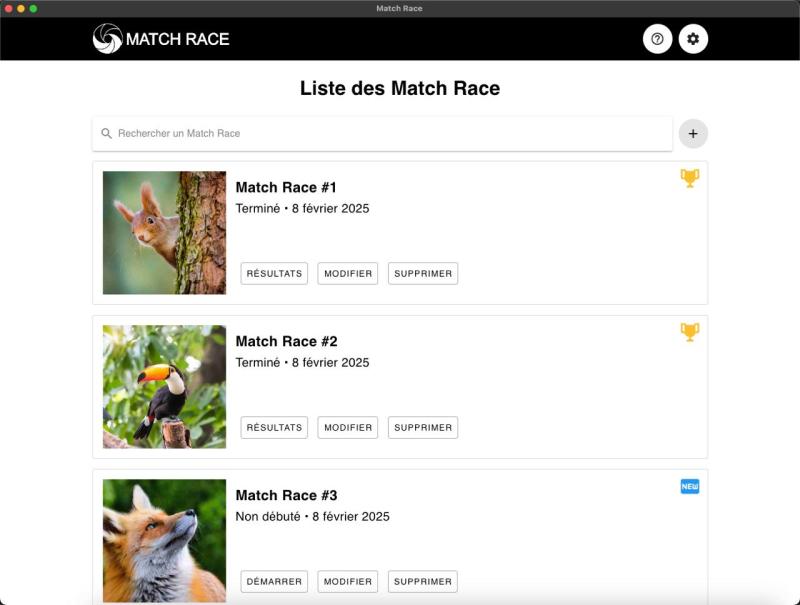 Match Race
MATCH RACE
Liste des Match Race
Rechercher un Match Race
Match Race #1
Terminé • 8 février 2025
RÉSULTATS MODIFIER SUPPRIMER
Match Race #2
Terminé • 8 février 2025
RÉSULTATS MODIFIER SUPPRIMER
NEW
Match Race #3
Non débuté • 8 février 2025
DÉMARRER MODIFIER SUPPRIMER